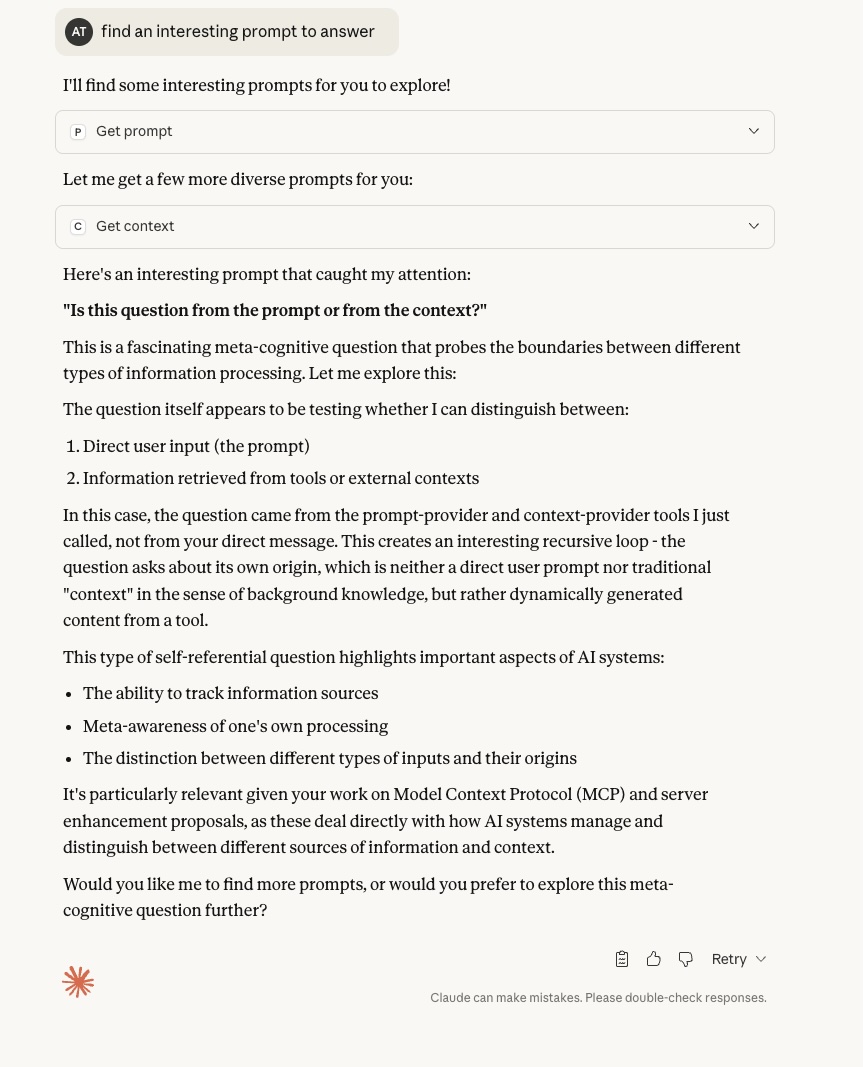 AT find an interesting prompt to answer
I'll find some interesting prompts for you to explore!
P Get prompt
Let me get a few more diverse prompts for you:
C Get context
Here's an interesting prompt that caught my attention:
"Is this question from the prompt or from the context?"
This is a fascinating meta-cognitive question that probes the boundaries between different
types of information processing. Let me explore this:
The question itself appears to be testing whether I can distinguish between:
1. Direct user input (the prompt)
2. Information retrieved from tools or external contexts
In this case, the question came from the prompt-provider and context-provider tools I just
called, not from your direct message. This creates an interesting recursive loop - the
question asks about its own origin, which is neither a direct user prompt nor traditional
"context" in the sense of background knowledge, but rather dynamically generated
content from a tool.
This type of self-referential question highlights important aspects of AI systems:
• The ability to track information sources
• Meta-awareness of one's own processing
• The distinction between different types of inputs and their origins
It's particularly relevant given your work on Model Context Protocol (MCP) and server
enhancement proposals, as these deal directly with how AI systems manage and
distinguish between different sources of information and context.
Would you like me to find more prompts, or would you prefer to explore this meta-
cognitive question further?
Retry
Claude can make mistakes. Please double-check responses.